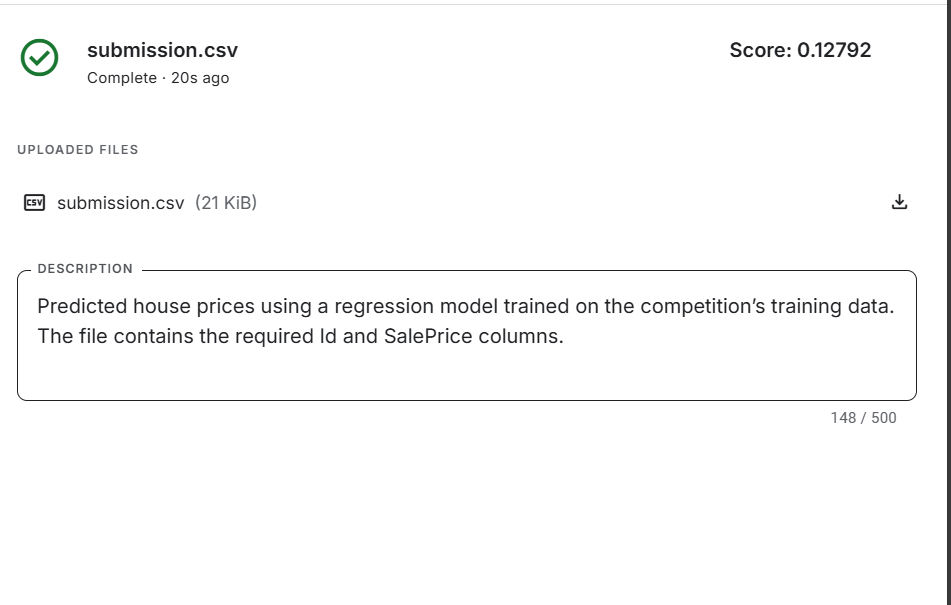 submission.csv
Score: 0.12792
Complete · 20s ago
UPLOADED FILES
CSV submission.csv (21 KiB)
DESCRIPTION
Predicted house prices using a regression model trained on the competition’s training data.
The file contains the required Id and SalePrice columns.
148 / 500